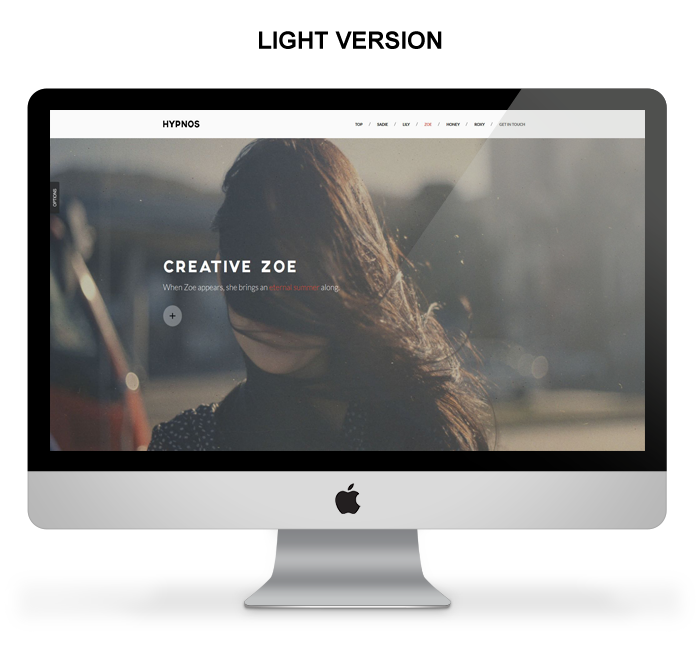 LIGHT VERSION
HYPNOS
TOP / SADIE / LILY / ZOE / HONEY / ROXY / GET IN TOUCH
OPTIONS
CREATIVE ZOE
When Zoe appears, she brings an eternal summer along.
+